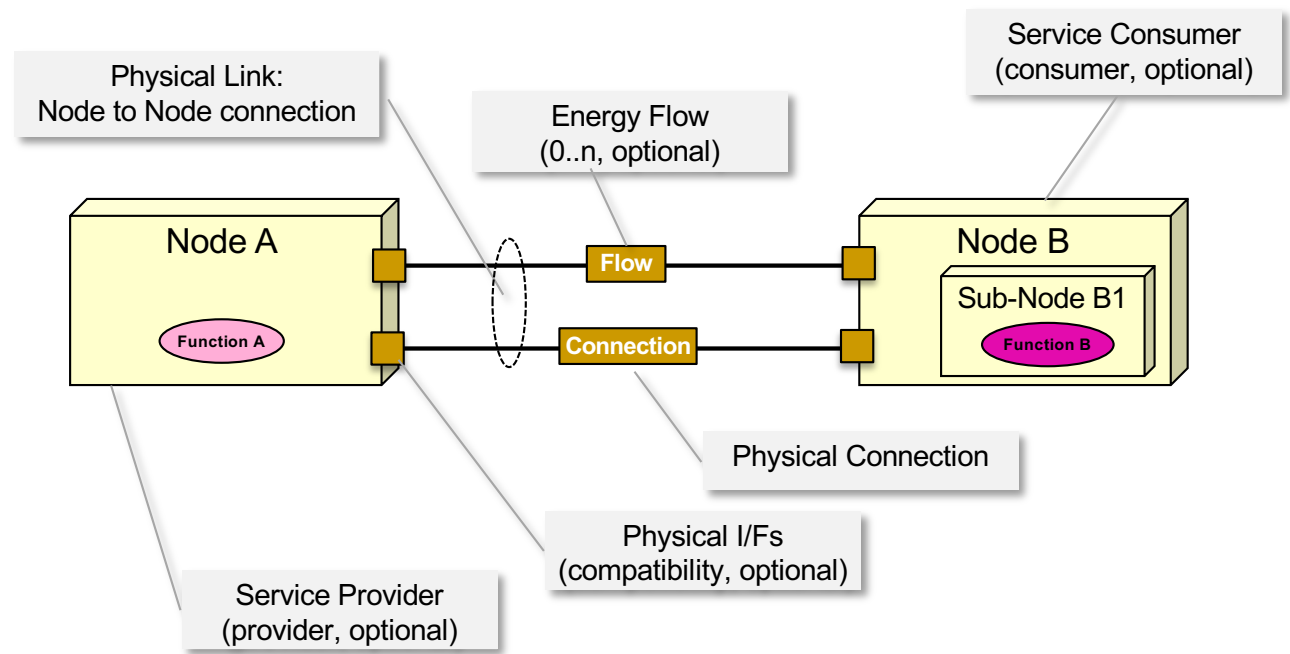 Service Consumer
(consumer, optional)
Physical Link:
Node to Node connection
Energy Flow
(0..n, optional)
Node A
Function A
Flow
Connection
Node B
Sub-Node B1
Function B
Physical Connection
Physical I/Fs
(compatibility, optional)
Service Provider
(provider, optional)